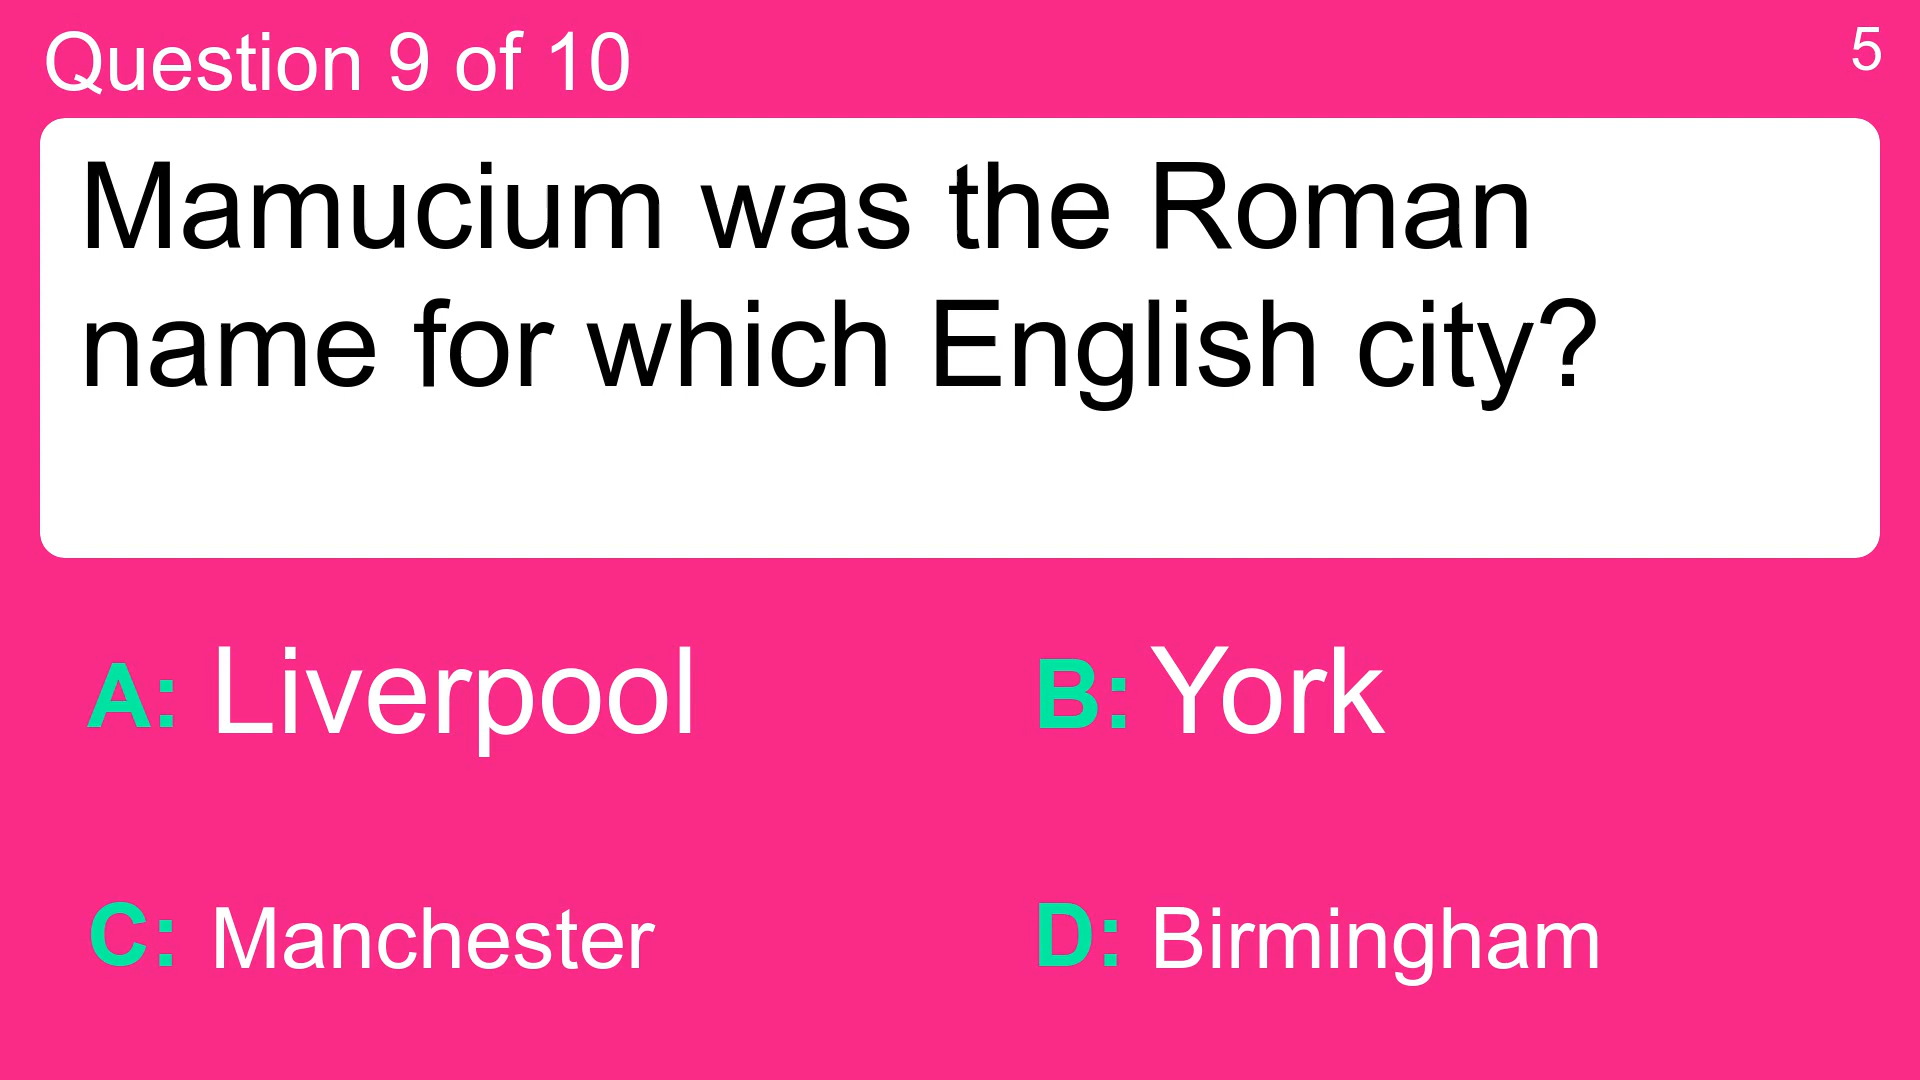 Question 9 of 10
5
Mamucium was the Roman
name for which English city?
A: Liverpool
B: York
C: Manchester
D: Birmingham